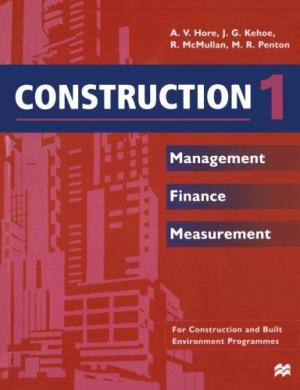 A. V. Hore, J. G. Kehoe,
R. McMullan, M. R. Penton
CONSTRUCTION 1
Management
Finance
Measurement
For Construction and Built
Environment Programmes